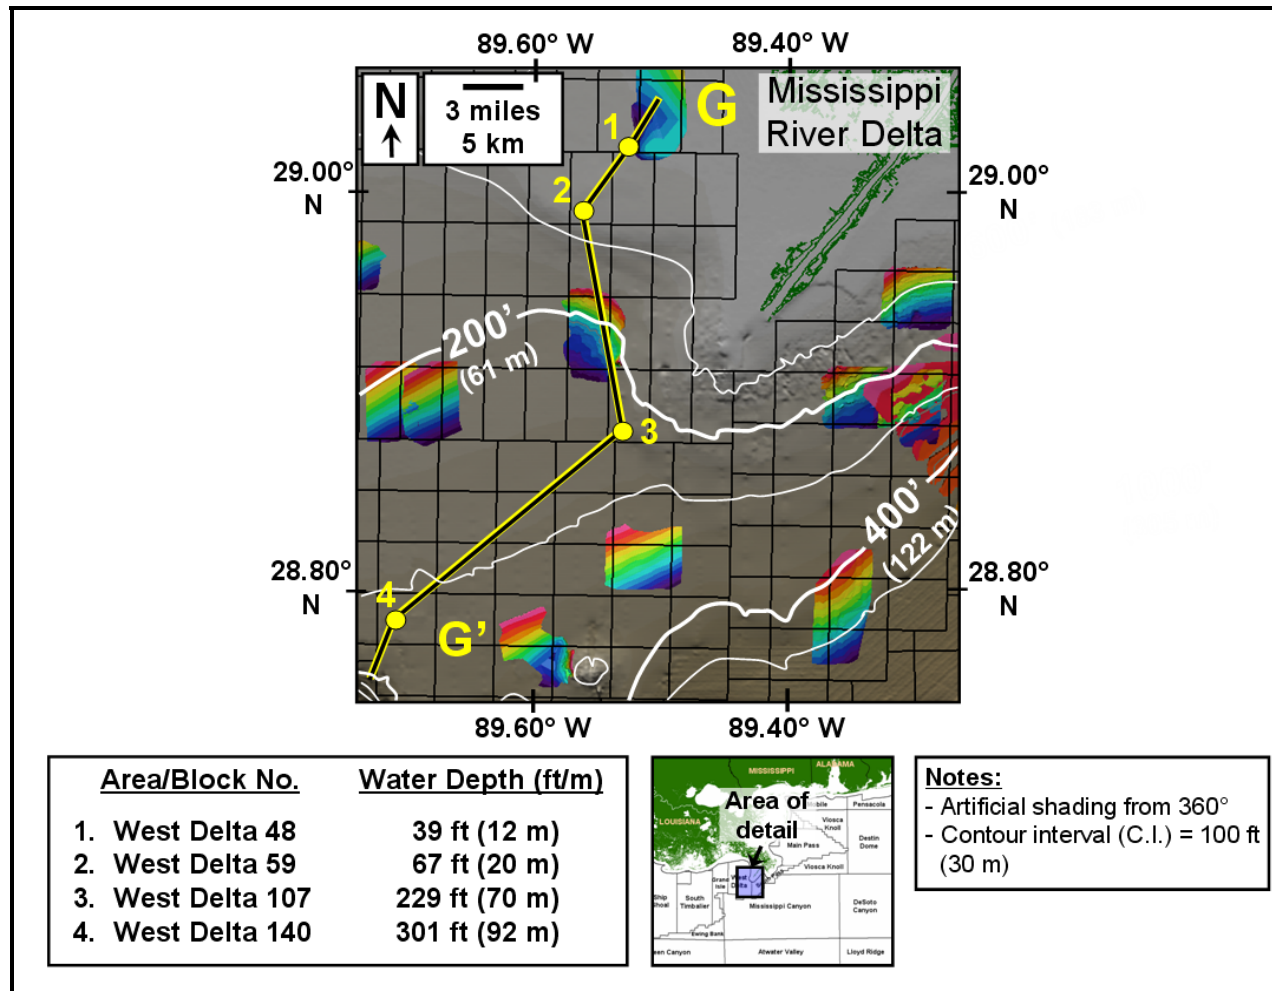 89.60° W
89.40° W
N
3 miles
5 km
Mississippi
River Delta
G
1
2
29.00°
N
29.00°
N
200'
(61 m)
3
400'
(122 m)
28.80°
N
28.80°
N
4
G'
89.60° W
89.40° W
Area/Block No.
Water Depth (ft/m)
1. West Delta 48 39 ft (12 m)
2. West Delta 59 67 ft (20 m)
3. West Delta 107 229 ft (70 m)
4. West Delta 140 301 ft (92 m)
MISSISSIPPI
ALABAMA
LOUISIANA
Area of
detail
Pensacola
Viosca
Knoll
Main Pass
Destin
Dome
Viosca Knoll
Grand
Isle
West
Delta
South
Timbalier
Mississippi Canyon
DeSoto
Canyon
Ewing Bank
Atwater Valley
Lloyd Ridge
Notes:
- Artificial shading from 360°
- Contour interval (C.I.) = 100 ft
(30 m)